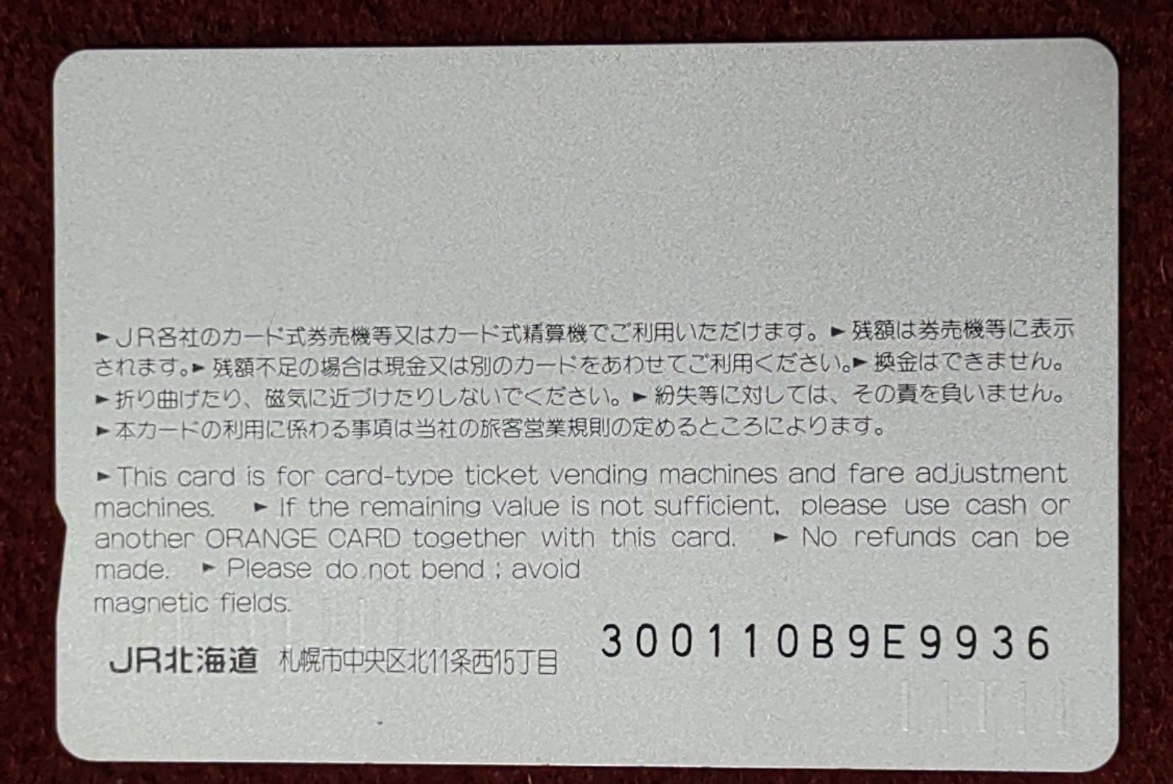 ►JR各社のカード式券売機等又はカード式精算機でご利用いただけます。►残額は券売機等に表示
されます。►残額不足の場合は現金又は別のカードをあわせてご利用ください。►換金はできません。
►折り曲げたり、磁気に近づけたりしないでください。►紛失等に対しては、その責を負いません。
►本カードの利用に係わる事項は当社の旅客営業規則の定めるところによります。
►This card is for card-type ticket vending machines and fare adjustment
machines. ►If the remaining value is not sufficient, please use cash or
another ORANGE CARD together with this card. ►No refunds can be
made. ►Please do not bend ; avoid
magnetic fields.
JR北海道 札幌市中央区北11条西15丁目 300110B9E9936